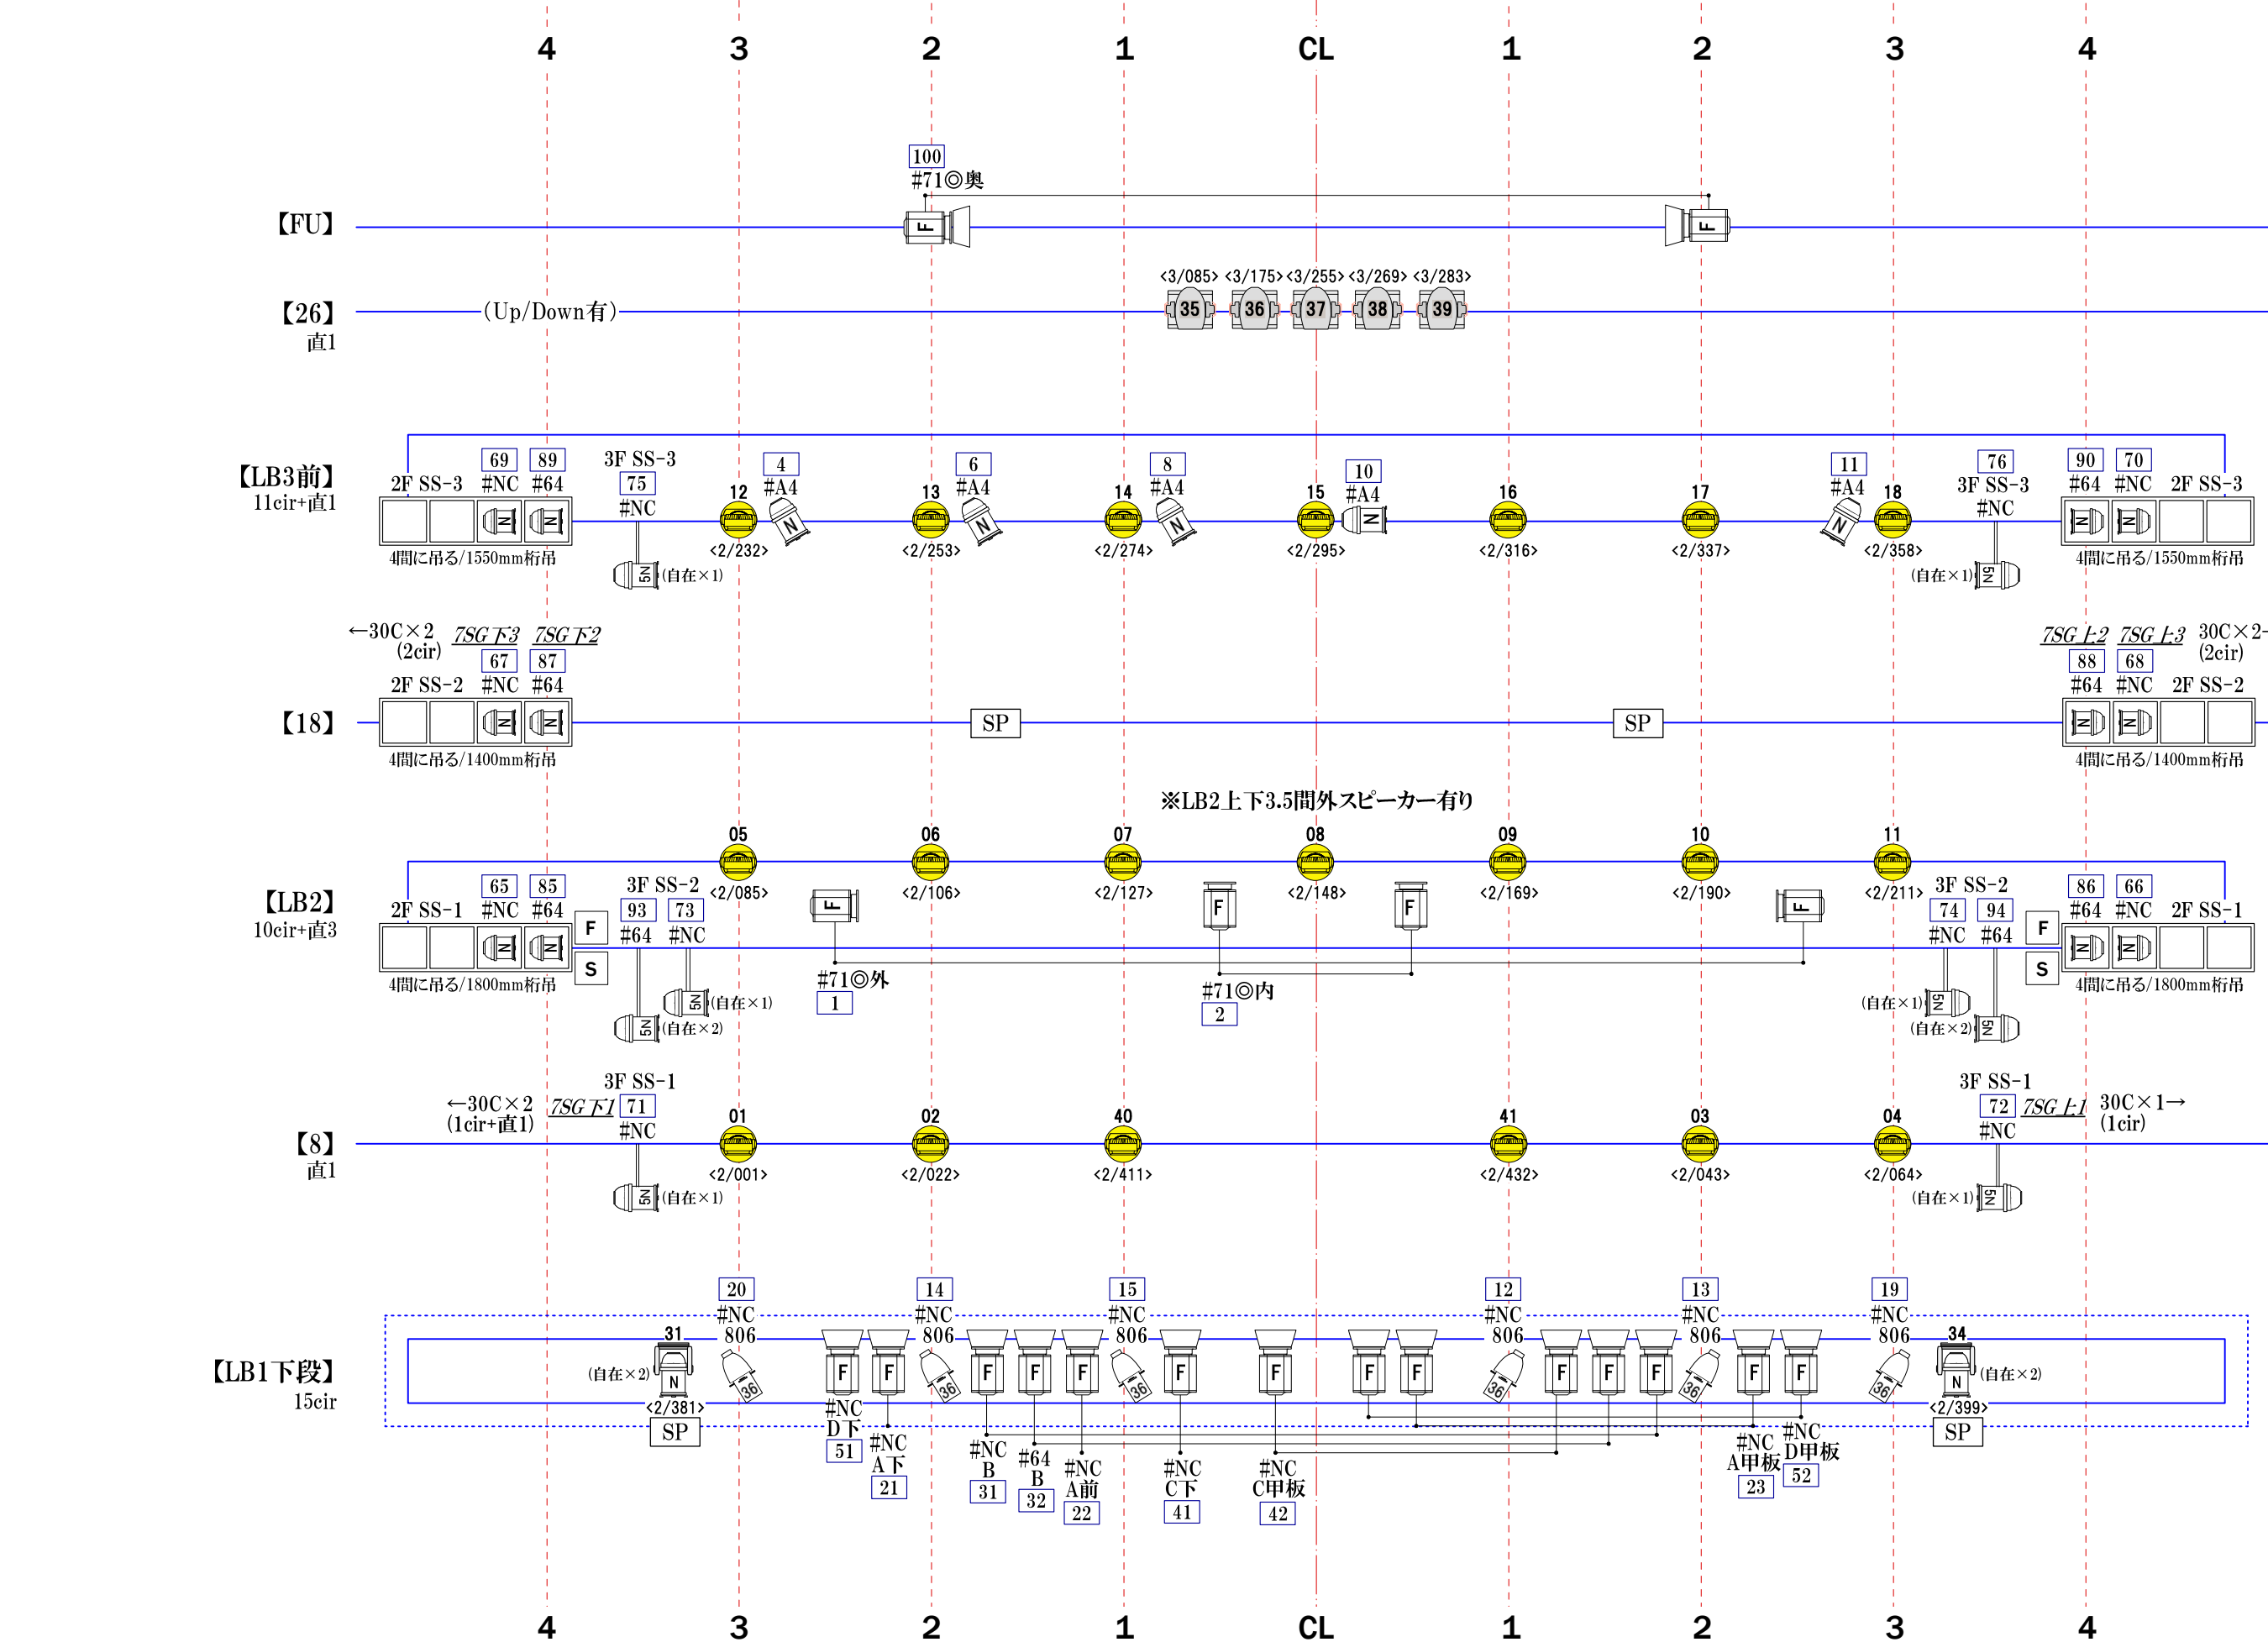 4 3 2 1 CL 1 2 3 4
100
#71◎奥
【FU】 F F
<3/085> <3/175> <3/255> <3/269> <3/283>
【26】 (Up/Down有) 35 36 37 38 39
直1
69 89 3F SS-3 4 6 8 10 11 76 90 70
2F SS-3 #NC #64 75 #A4 #A4 #A4 #A4 #A4 3F SS-3 #64 #NC 2F SS-3
【LB3前】 #NC 12 13 14 15 16 17 18 #NC
11cir+直1 N N N N N N N N N
<2/232> <2/253> <2/274> <2/295> <2/316> <2/337> <2/358>
4間に吊る/1550mm桁吊 5N (自在×1) (自在×1) 5N 4間に吊る/1550mm桁吊
←30C×2 7SG下3 7SG下2 7SG上2 7SG上3 30C×2-
(2cir) 67 87 88 68 (2cir)
2F SS-2 #NC #64 #64 #NC 2F SS-2
【18】 N N SP SP N N
4間に吊る/1400mm桁吊 4間に吊る/1400mm桁吊
※LB2上下3.5間外スピーカー有り
05 06 07 08 09 10 11
65 85 3F SS-2 <2/085> <2/106> <2/127> <2/148> <2/169> <2/190> <2/211> 3F SS-2 86 66
【LB2】 2F SS-1 #NC #64 93 73 F F F F 74 94 #64 #NC 2F SS-1
10cir+直3 F #64 #NC #NC #64 F
N N N N
S S
4間に吊る/1800mm桁吊 #71◎外 #71◎内 4間に吊る/1800mm桁吊
5N (自在×1) 1 2 (自在×1) 5N
5N (自在×2) (自在×2) 5N
3F SS-1 3F SS-1
←30C×2 7SG下1 71 72 7SG上1 30C×1→
(1cir+直1) #NC 01 02 40 41 03 04 #NC (1cir)
【8】
直1 <2/001> <2/022> <2/411> <2/432> <2/043> <2/064>
5N (自在×1) (自在×1) 5N
20 14 15 12 13 19
#NC #NC #NC #NC #NC #NC
31 806 806 806 806 806 806 34
【LB1下段】 (自在×2) N 36 F F 36 F F F 36 F F F F 36 F F F 36 F F 36 N (自在×2)
15cir <2/381> <2/399>
SP SP
#NC #NC #NC #64 #NC #NC #NC #NC #NC
D下 A下 B B A前 C下 C甲板 A甲板 D甲板
51 21 31 32 22 41 42 23 52
4 3 2 1 CL 1 2 3 4